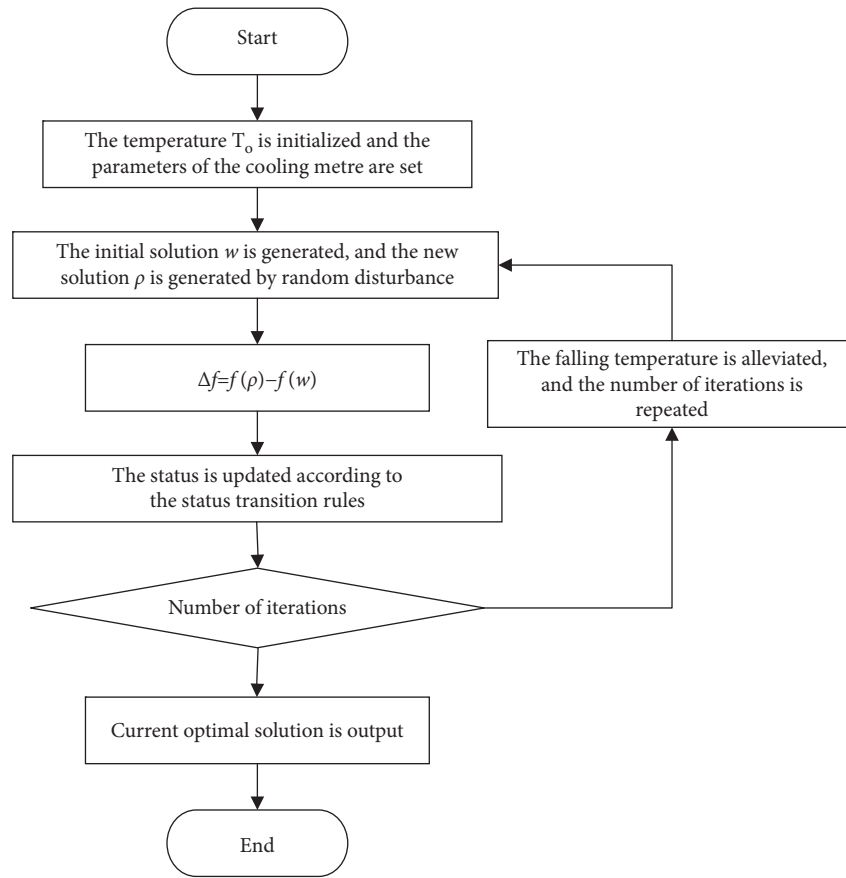 Start
The temperature Tₒ is initialized and the
parameters of the cooling metre are set
The initial solution w is generated, and the new
solution ρ is generated by random disturbance
Δf=f(ρ)−f(w)
The falling temperature is alleviated,
and the number of iterations is
repeated
The status is updated according to
the status transition rules
Number of iterations
Current optimal solution is output
End